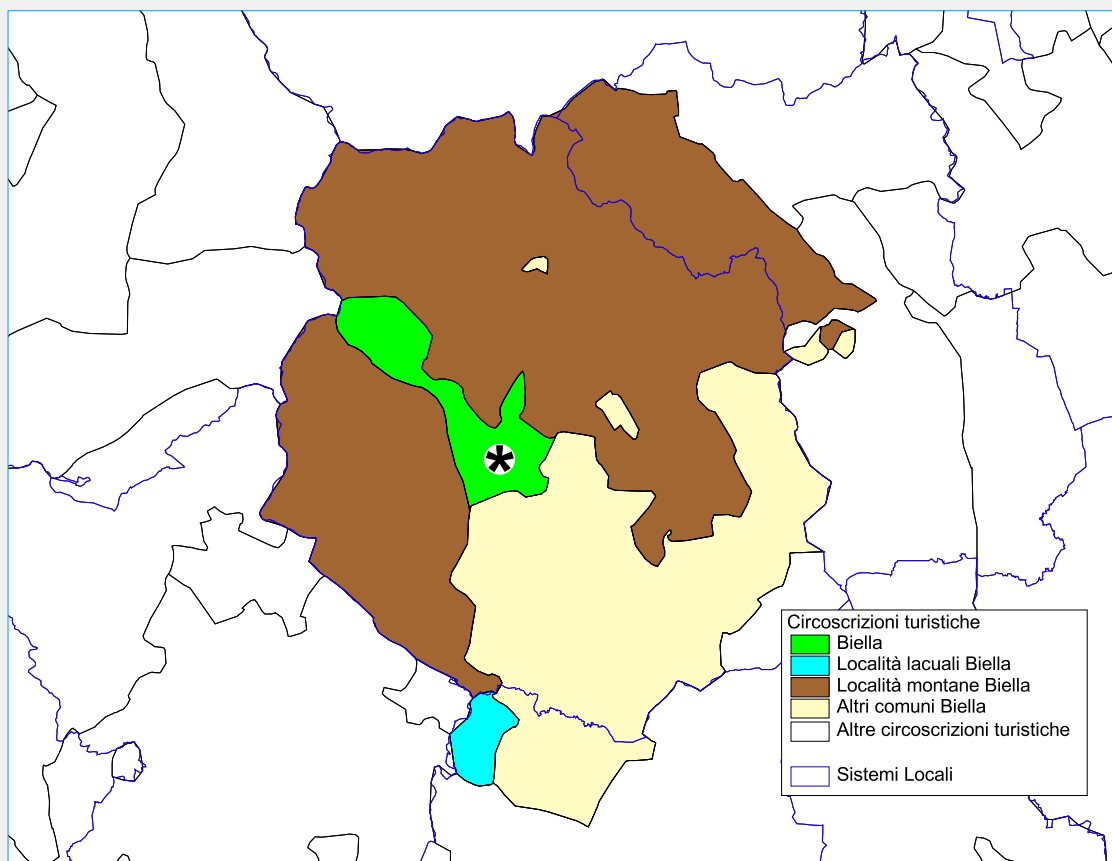 Circoscrizioni turistiche
Biella
Località lacuali Biella
Località montane Biella
Altri comuni Biella
Altre circoscrizioni turistiche
Sistemi Locali